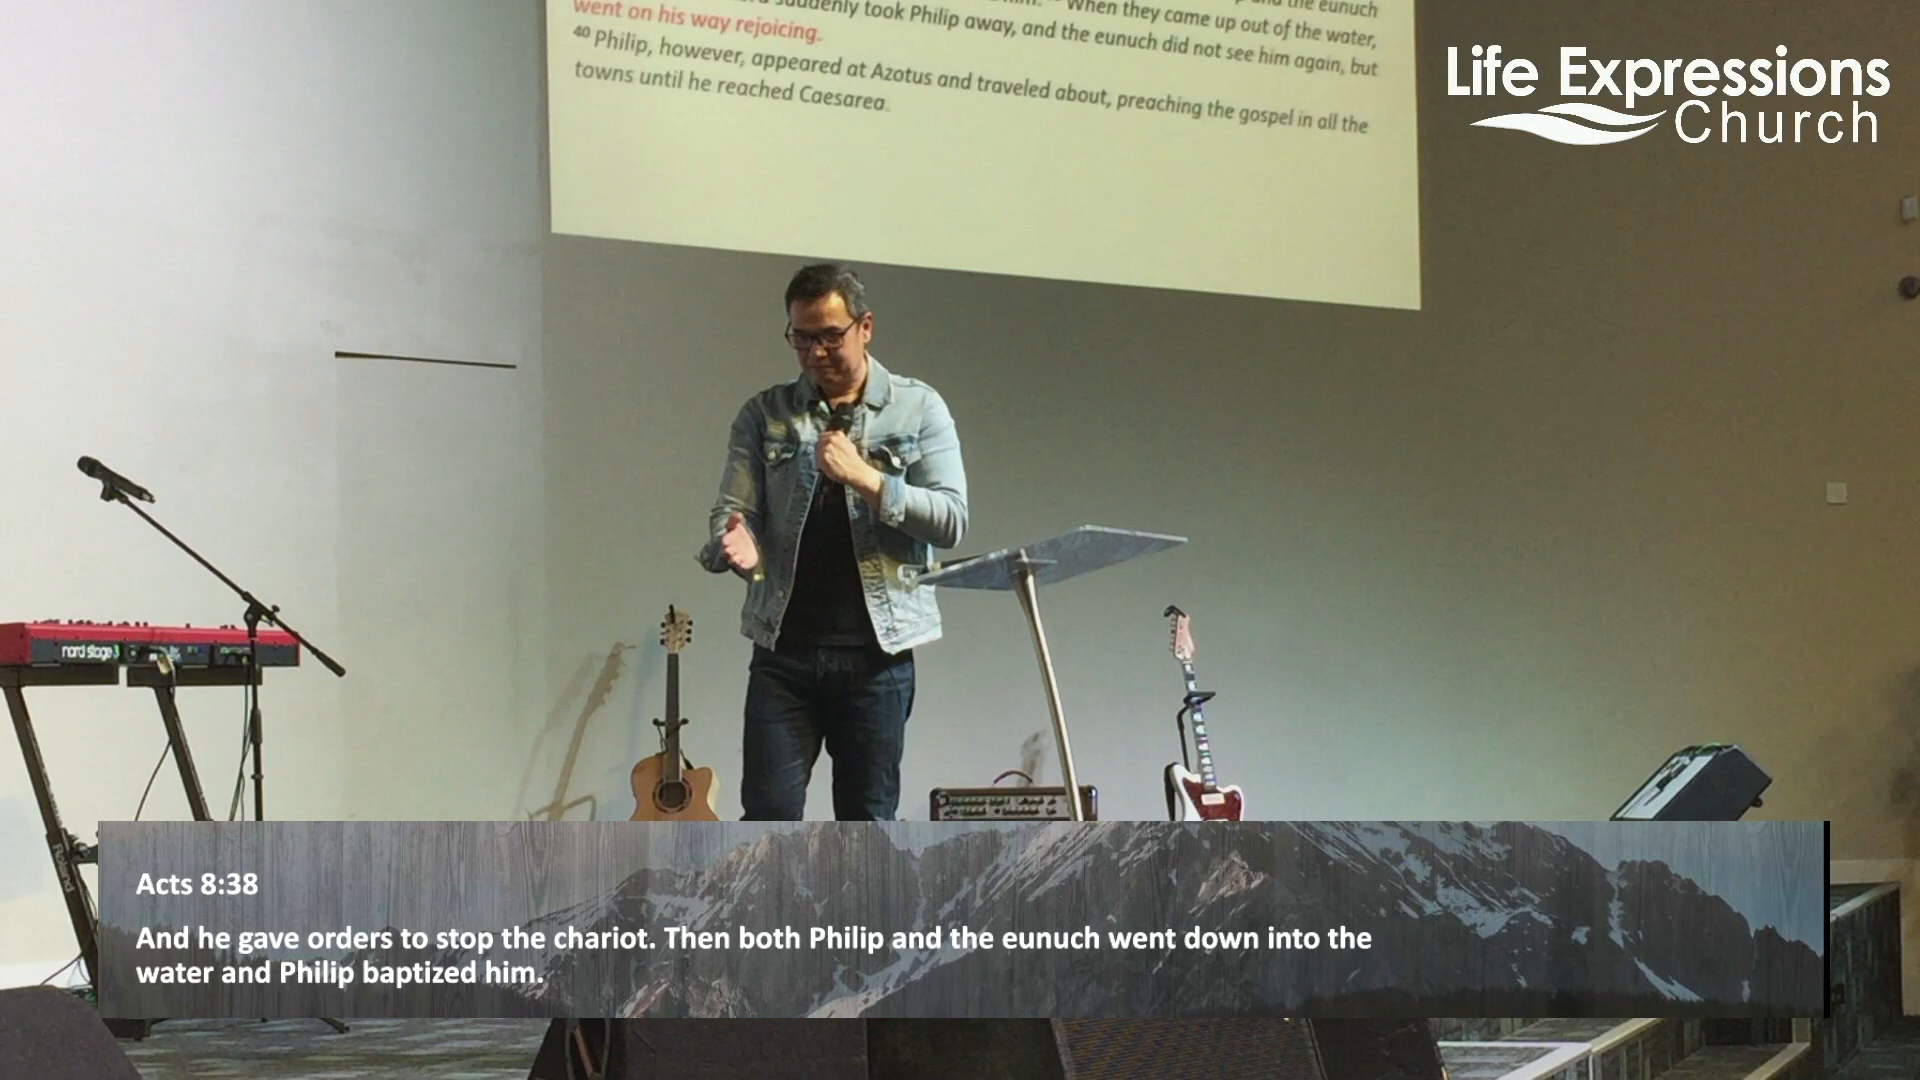 the eunuch
When they came up out of the water,
suddenly took Philip away, and the eunuch did not see him again, but
went on his way rejoicing.
40 Philip, however, appeared at Azotus and traveled about, preaching the gospel in all the
towns until he reached Caesarea.
Life Expressions
Church
nord stage 3
Roland
Acts 8:38
And he gave orders to stop the chariot. Then both Philip and the eunuch went down into the
water and Philip baptized him.